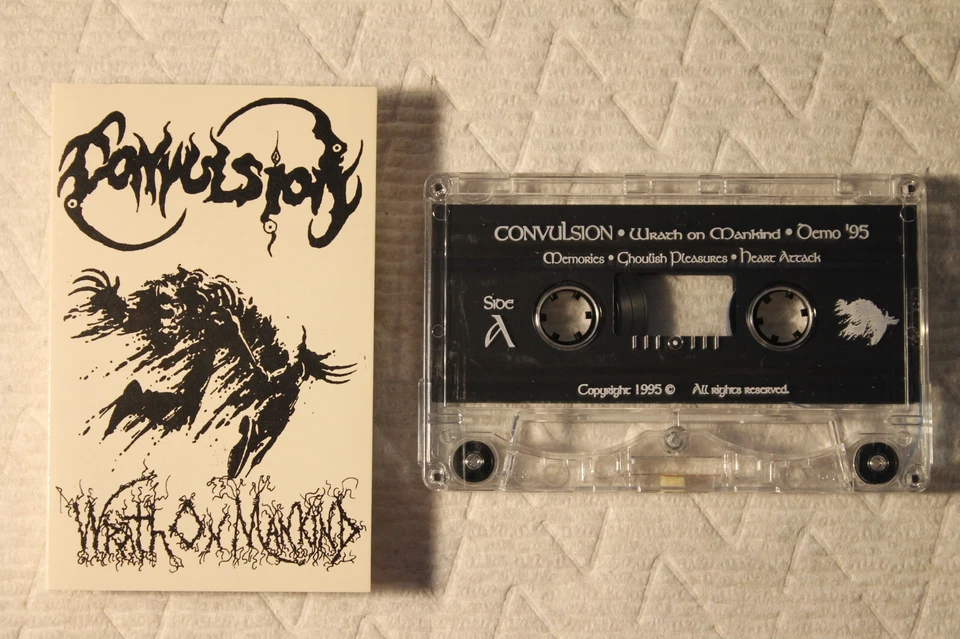 Convulsion
Wrath On Mankind
CONVULSION • Wrath on Mankind • Demo '95
Memories • Ghoulish Pleasures • Heart Attack
Side
A
Copyright 1995 © All rights reserved.